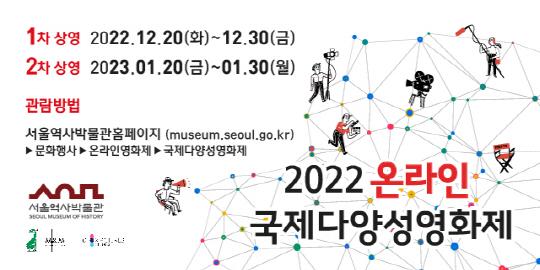 1차 상영 2022.12.20(화)~12.30(금)
2차 상영 2023.01.20(금)~01.30(월)
관람방법
서울역사박물관홈페이지 (museum.seoul.go.kr)
▶문화행사▶온라인영화제▶국제다양성영화제
2022 온라인
국제다양성영화제
서울역사박물관
SEOUL MUSEUM OF HISTORY